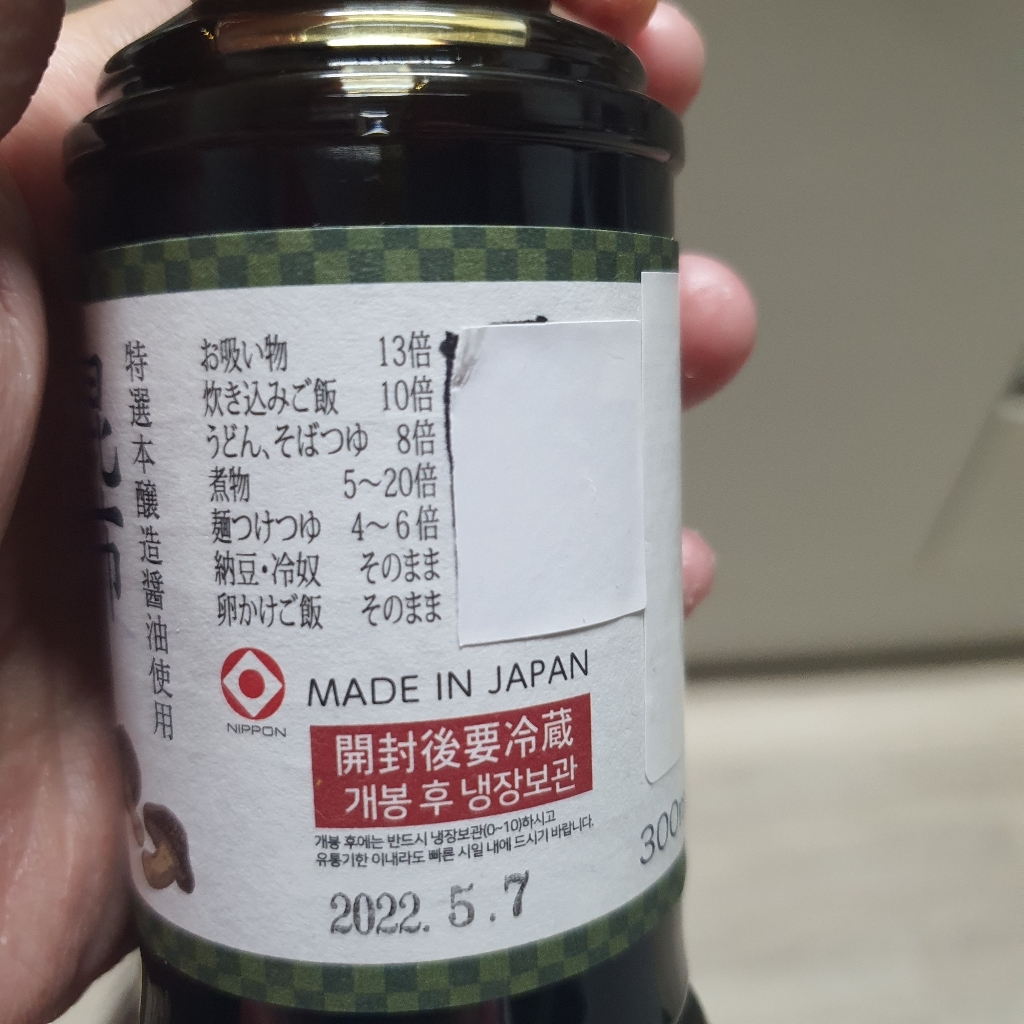 特選本醸造醤油使用
お吸い物 13倍
炊き込みご飯 10倍
うどん、そばつゆ 8倍
煮物 5～20倍
麺つけつゆ 4～6倍
納豆・冷奴 そのまま
卵かけご飯 そのまま
NIPPON
MADE IN JAPAN
開封後要冷蔵
개봉 후 냉장보관
개봉 후에는 반드시 냉장보관(0~10)하시고
유통기한 이내라도 빠른 시일 내에 드시기 바랍니다.
300
2022. 5.7